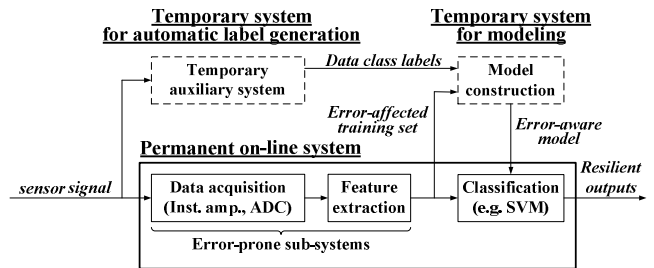 Temporary system
for automatic label generation
Temporary system
for modeling
Temporary
auxiliary system
Data class labels
Model
construction
Error-affected
training set
Error-aware
model
Permanent on-line system
sensor signal
Data acquisition
(Inst. amp., ADC)
Feature
extraction
Classification
(e.g. SVM)
Resilient
outputs
Error-prone sub-systems